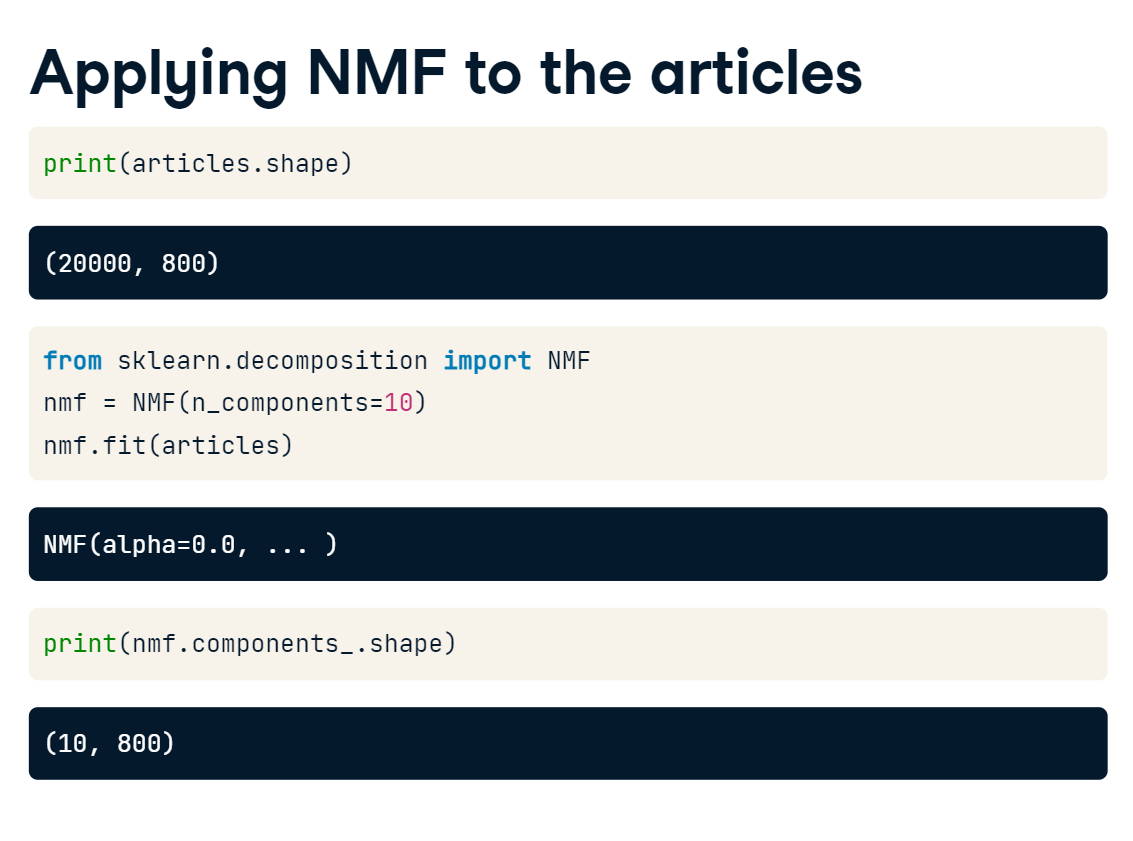 Applying NMF to the articles
print(articles.shape)
(20000, 800)
from sklearn.decomposition import NMF
nmf = NMF(n_components=10)
nmf.fit(articles)
NMF(alpha=0.0, ... )
print(nmf.components_.shape)
(10, 800)